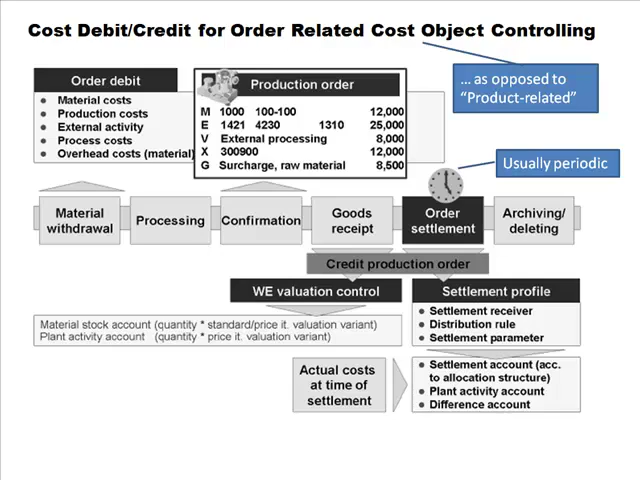 Cost Debit/Credit for Order Related Cost Object Controlling
... as opposed to
“Product-related”
Order debit
• Material costs
• Production costs
• External activity
• Process costs
• Overhead costs (material)
Production order
M 1000 100-100 12,000
E 1421 4230 1310 25,000
V External processing 8,000
X 300900 12,000
G Surcharge, raw material 8,500
Usually periodic
Material
withdrawal
Processing
Confirmation
Goods
receipt
Order
settlement
Archiving/
deleting
Credit production order
WE valuation control
Material stock account (quantity * standard/price it. valuation variant)
Plant activity account (quantity * price it. valuation variant)
Settlement profile
• Settlement receiver
• Distribution rule
• Settlement parameter
Actual costs
at time of
settlement
• Settlement account (acc.
to allocation structure)
• Plant activity account
• Difference account